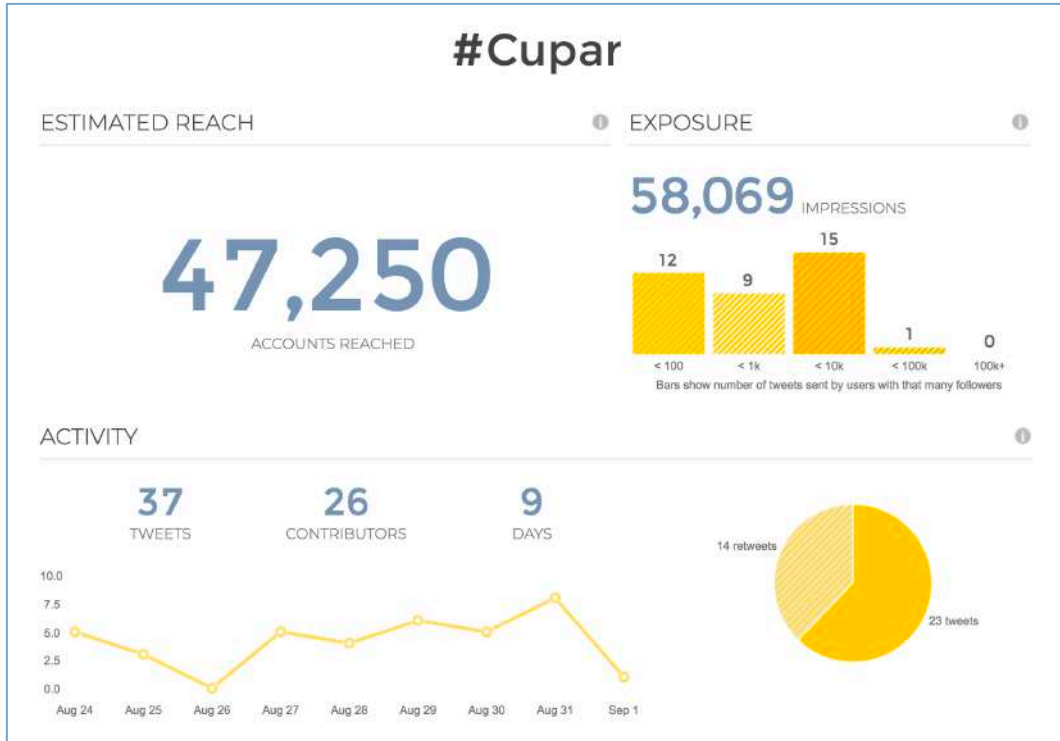 #Cupar
ESTIMATED REACH
47,250
ACCOUNTS REACHED
EXPOSURE
58,069 IMPRESSIONS
12 9 15 1 0
< 100 < 1k < 10k < 100k 100k+
Bars show number of tweets sent by users with that many followers
ACTIVITY
37 26 9
TWEETS CONTRIBUTORS DAYS
10.0
7.5
5.0
2.5
0.0
Aug 24 Aug 25 Aug 26 Aug 27 Aug 28 Aug 29 Aug 30 Aug 31 Sep 1
14 retweets
23 tweets